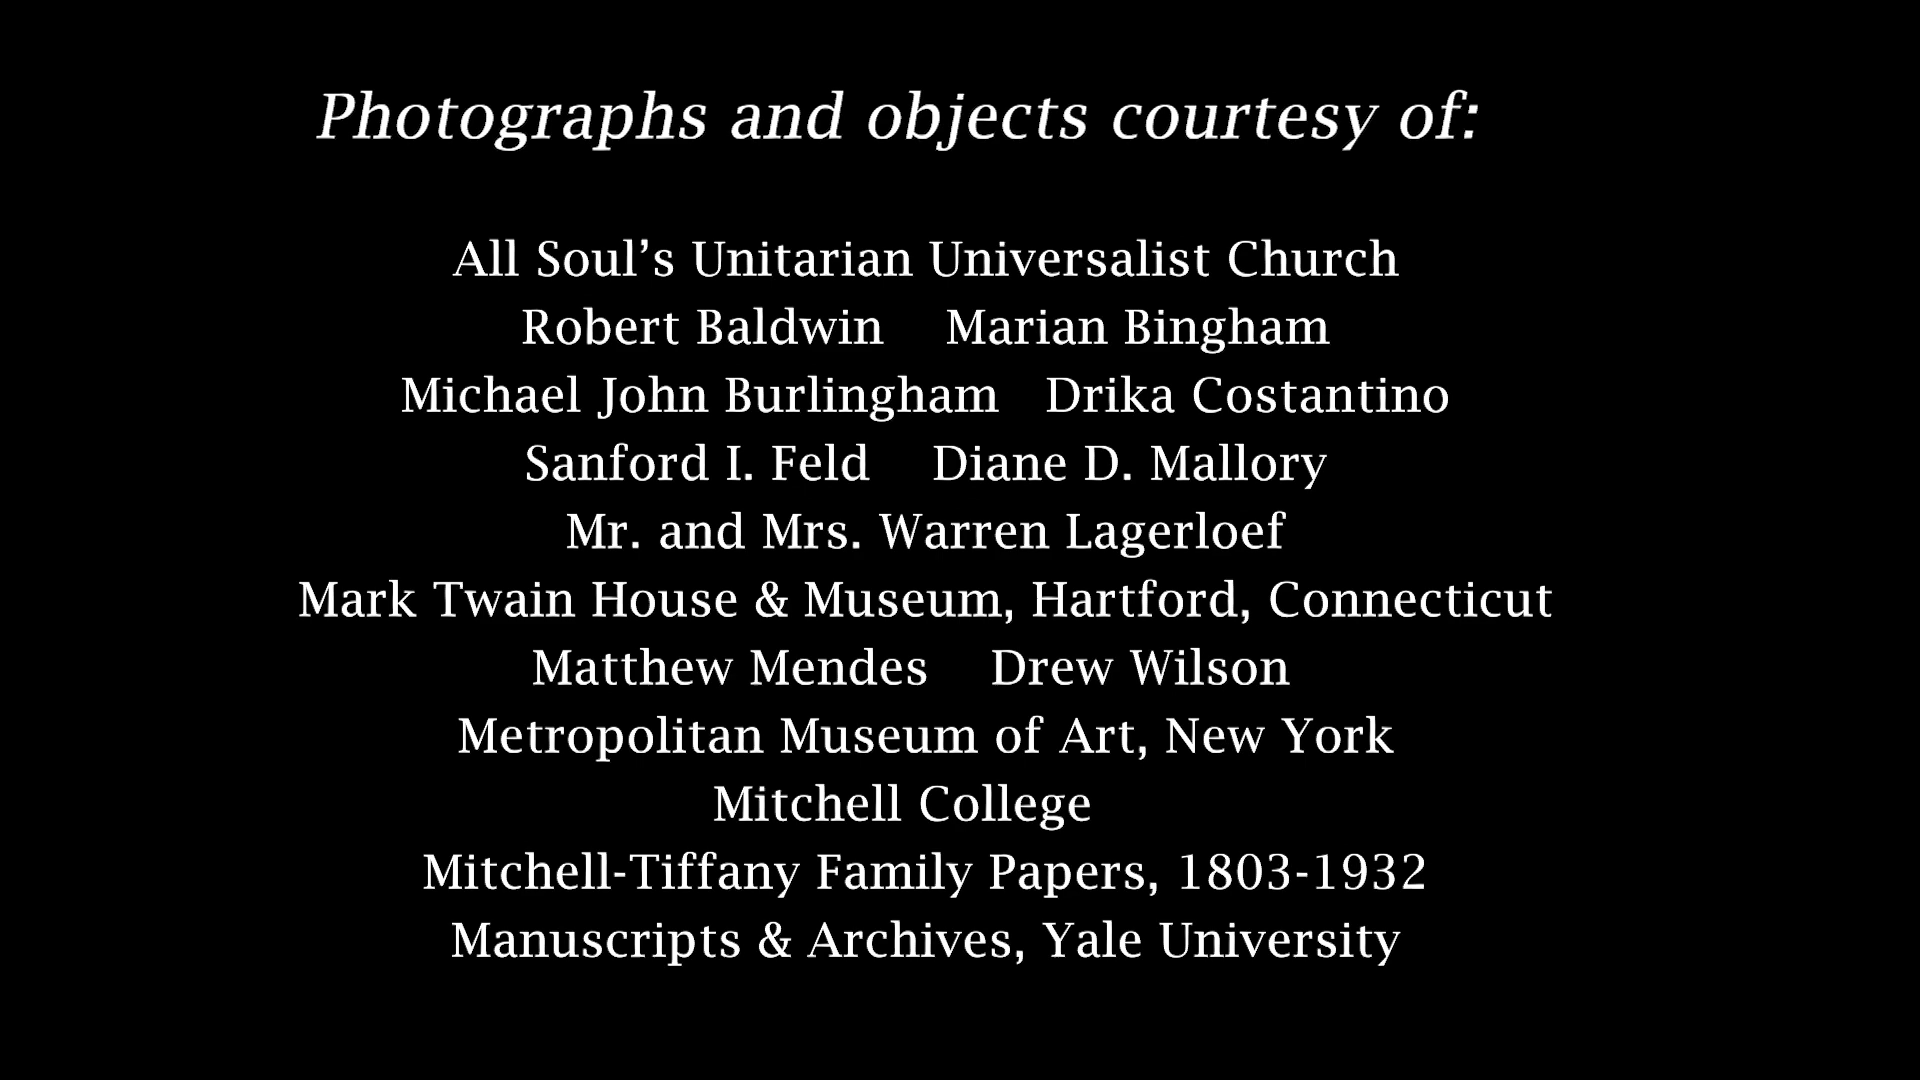 Photographs and objects courtesy of:
All Soul’s Unitarian Universalist Church
Robert Baldwin Marian Bingham
Michael John Burlingham Drika Costantino
Sanford I. Feld Diane D. Mallory
Mr. and Mrs. Warren Lagerloef
Mark Twain House & Museum, Hartford, Connecticut
Matthew Mendes Drew Wilson
Metropolitan Museum of Art, New York
Mitchell College
Mitchell-Tiffany Family Papers, 1803-1932
Manuscripts & Archives, Yale University